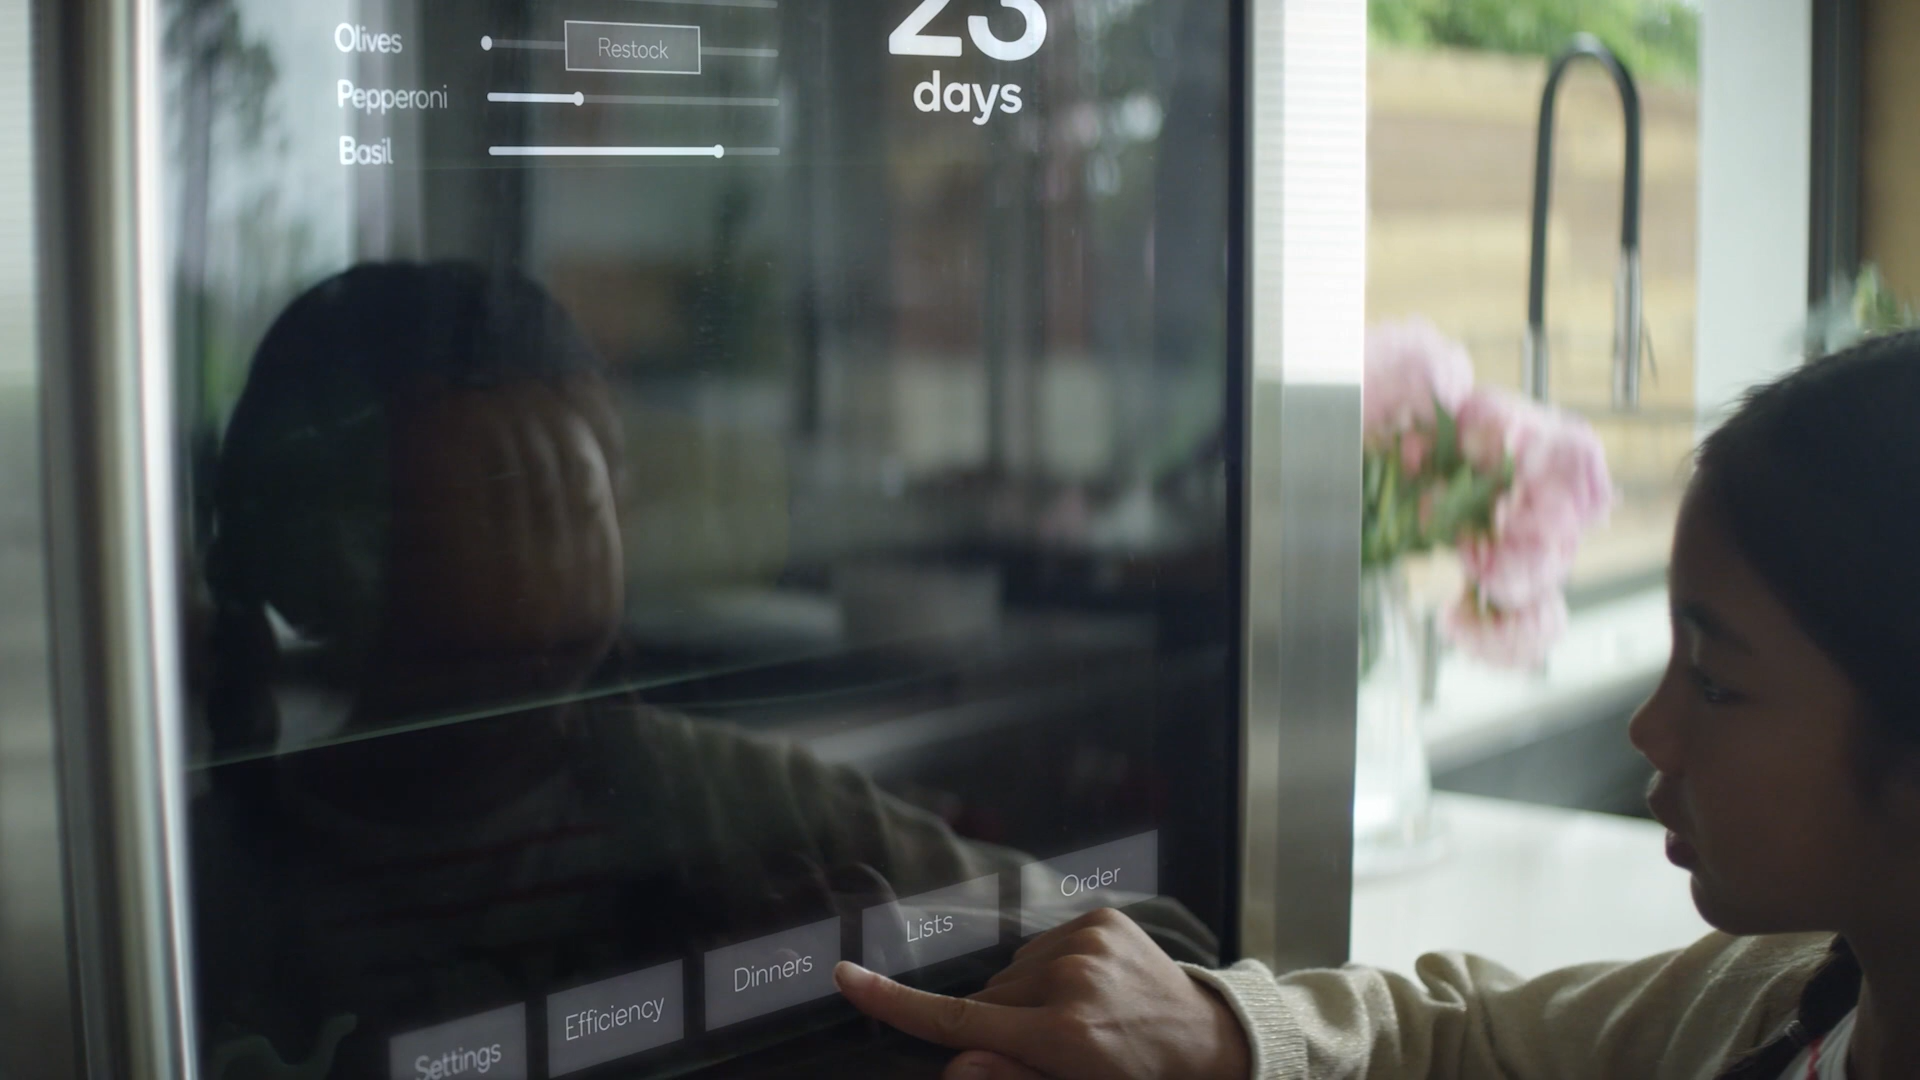 Olives
Restock
Pepperoni
Basil
23
days
Settings
Efficiency
Dinners
Lists
Order